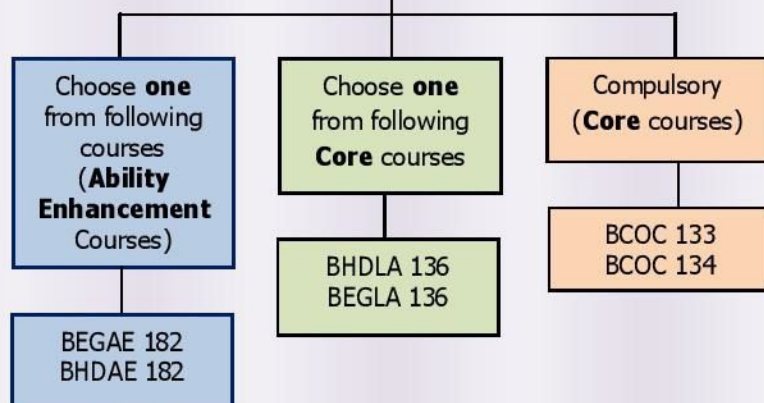 Choose one
from following
courses
(Ability
Enhancement
Courses)
BEGAE 182
BHDAE 182
Choose one
from following
Core courses
BHDLA 136
BEGLA 136
Compulsory
(Core courses)
BCOC 133
BCOC 134